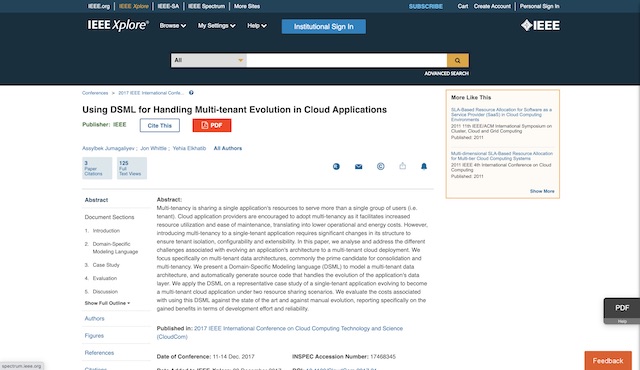 IEEE.org IEEE Xplore IEEE-SA IEEE Spectrum More Sites SUBSCRIBE Cart Create Account Personal Sign In
IEEE Xplore® Browse My Settings Help Institutional Sign In IEEE
All
ADVANCED SEARCH
Conferences > 2017 IEEE International Confe...
Using DSML for Handling Multi-tenant Evolution in Cloud Applications
Publisher: IEEE Cite This PDF
Assylbek Jumagaliyev ; Jon Whittle ; Yehia Elkhatib All Authors
3
Paper
Citations
125
Full
Text Views
Abstract
Document Sections
1. Introduction
2. Domain-Specific
Modeling Language
3. Case Study
4. Evaluation
5. Discussion
Show Full Outline
Authors
Figures
References
Citations
Abstract:
Multi-tenancy is sharing a single application's resources to serve more than a single group of users (i.e.
tenant). Cloud application providers are encouraged to adopt multi-tenancy as it facilitates increased
resource utilization and ease of maintenance, translating into lower operational and energy costs. However,
introducing multi-tenancy to a single-tenant application requires significant changes in its structure to
ensure tenant isolation, configurability and extensibility. In this paper, we analyse and address the different
challenges associated with evolving an application's architecture to a multi-tenant cloud deployment. We
focus specifically on multi-tenant data architectures, commonly the prime candidate for consolidation and
multi-tenancy. We present a Domain-Specific Modeling language (DSML) to model a multi-tenant data
architecture, and automatically generate source code that handles the evolution of the application's data
layer. We apply the DSML on a representative case study of a single-tenant application evolving to become
a multi-tenant cloud application under two resource sharing scenarios. We evaluate the costs associated
with using this DSML against the state of the art and against manual evolution, reporting specifically on the
gained benefits in terms of development effort and reliability.
Published in: 2017 IEEE International Conference on Cloud Computing Technology and Science
(CloudCom)
Date of Conference: 11-14 Dec. 2017 INSPEC Accession Number: 17468345
More Like This
SLA-Based Resource Allocation for Software as a
Service Provider (SaaS) in Cloud Computing
Environments
2011 11th IEEE/ACM International Symposium on
Cluster, Cloud and Grid Computing
Published: 2011
Multi-dimensional SLA-Based Resource Allocation
for Multi-tier Cloud Computing Systems
2011 IEEE 4th International Conference on Cloud
Computing
Published: 2011
Show More
PDF
Help
Feedback
spectrum.ieee.org